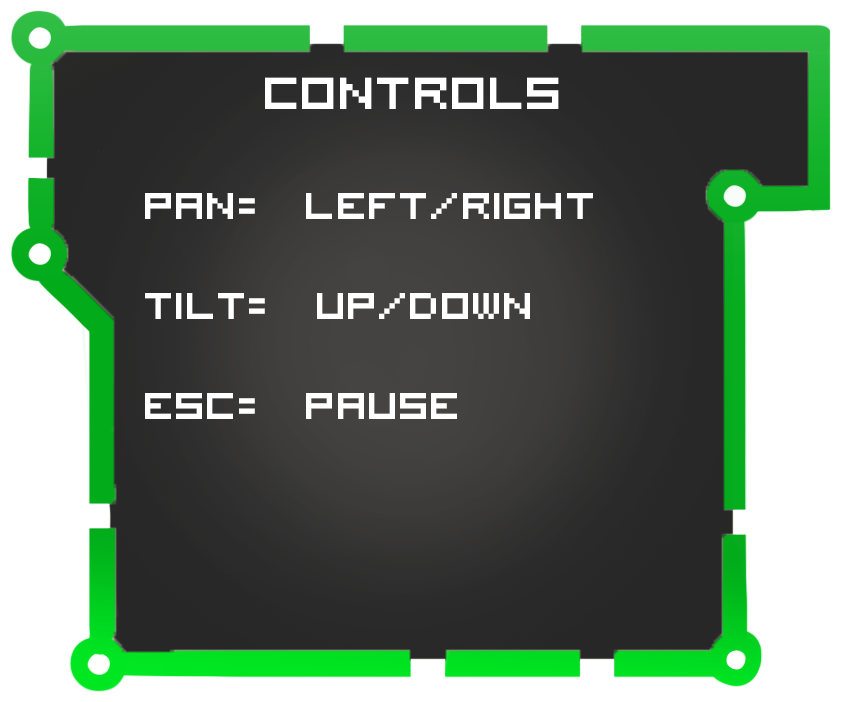 CONTROLS
PAN= LEFT/RIGHT
TILT= UP/DOWN
ESC= PAUSE